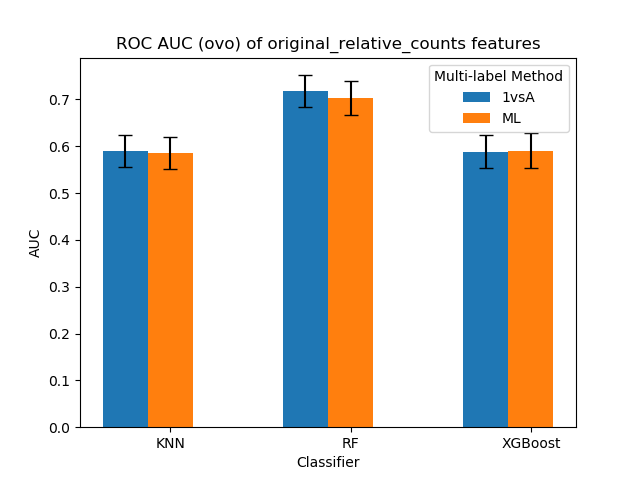 ROC AUC (ovo) of original_relative_counts features
Multi-label Method
1vsA
ML
AUC
0.7
0.6
0.5
0.4
0.3
0.2
0.1
0.0
KNN
RF
XGBoost
Classifier